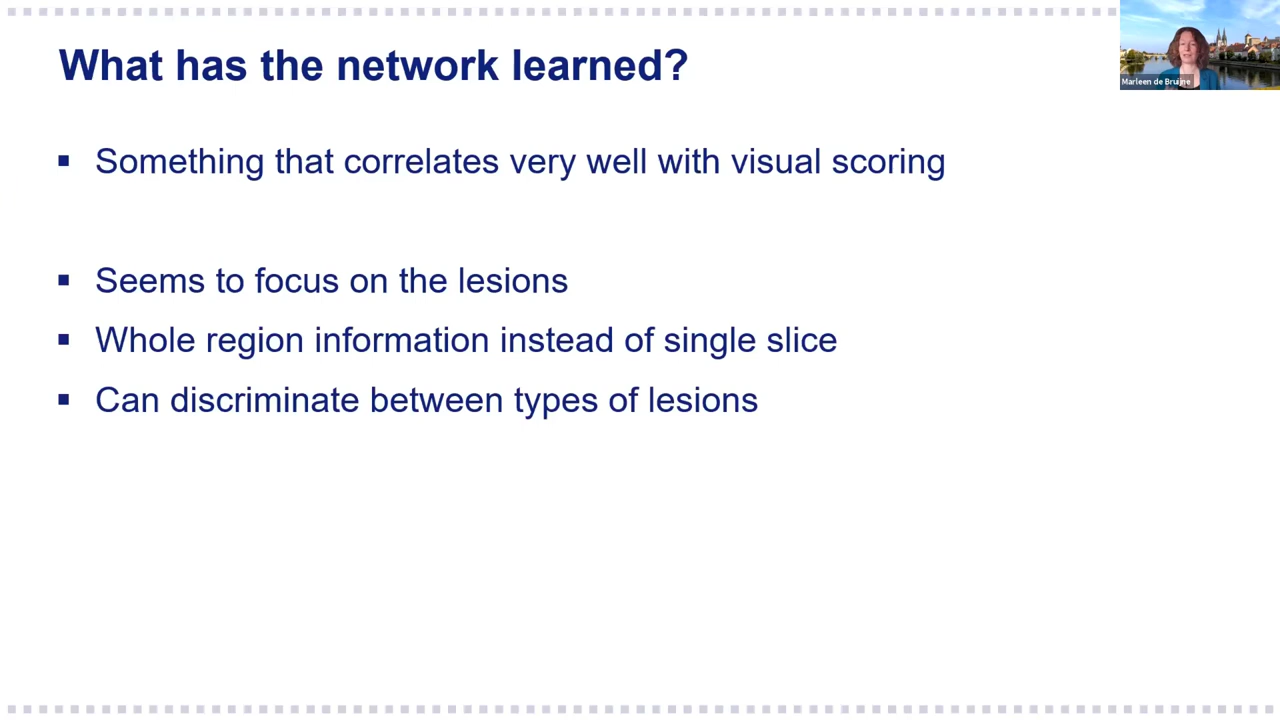 What has the network learned?
Marleen de Bruijne
Something that correlates very well with visual scoring
Seems to focus on the lesions
Whole region information instead of single slice
Can discriminate between types of lesions